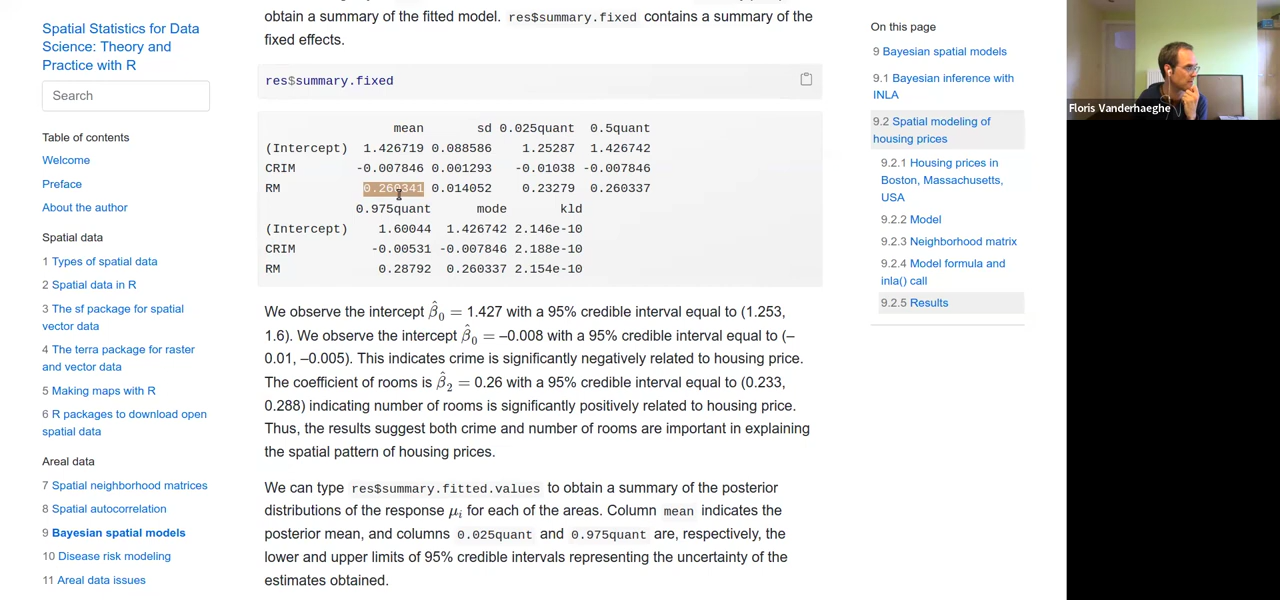 Spatial Statistics for Data
Science: Theory and
Practice with R
Search
Table of contents
Welcome
Preface
About the author
Spatial data
1 Types of spatial data
2 Spatial data in R
3 The sf package for spatial
vector data
4 The terra package for raster
and vector data
5 Making maps with R
6 R packages to download open
spatial data
Areal data
7 Spatial neighborhood matrices
8 Spatial autocorrelation
9 Bayesian spatial models
10 Disease risk modeling
11 Areal data issues
obtain a summary of the fitted model. res$summary.fixed contains a summary of the
fixed effects.
res$summary.fixed
mean sd 0.025quant 0.5quant
(Intercept) 1.426719 0.088586 1.25287 1.426742
CRIM -0.007846 0.001293 -0.01038 -0.007846
RM 0.260341 0.014052 0.23279 0.260337
0.975quant mode kld
(Intercept) 1.60044 1.426742 2.146e-10
CRIM -0.00531 -0.007846 2.188e-10
RM 0.28792 0.260337 2.154e-10
We observe the intercept β̂0 = 1.427 with a 95% credible interval equal to (1.253,
1.6). We observe the intercept β̂0 = –0.008 with a 95% credible interval equal to (–
0.01, –0.005). This indicates crime is significantly negatively related to housing price.
The coefficient of rooms is β̂2 = 0.26 with a 95% credible interval equal to (0.233,
0.288) indicating number of rooms is significantly positively related to housing price.
Thus, the results suggest both crime and number of rooms are important in explaining
the spatial pattern of housing prices.
We can type res$summary.fitted.values to obtain a summary of the posterior
distributions of the response μi for each of the areas. Column mean indicates the
posterior mean, and columns 0.025quant and 0.975quant are, respectively, the
lower and upper limits of 95% credible intervals representing the uncertainty of the
estimates obtained.
On this page
9 Bayesian spatial models
9.1 Bayesian inference with
INLA
9.2 Spatial modeling of
housing prices
9.2.1 Housing prices in
Boston, Massachusetts,
USA
9.2.2 Model
9.2.3 Neighborhood matrix
9.2.4 Model formula and
inla() call
9.2.5 Results
Floris Vanderhaeghe